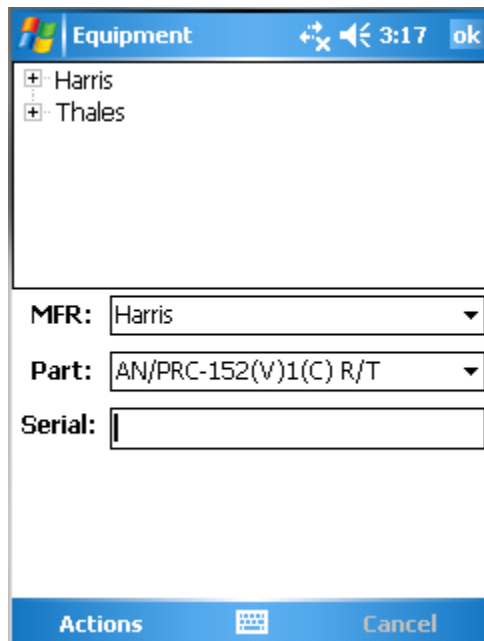 Equipment 3:17 ok
Harris
Thales
MFR: Harris
Part: AN/PRC-152(V)1(C) R/T
Serial:
Actions Cancel